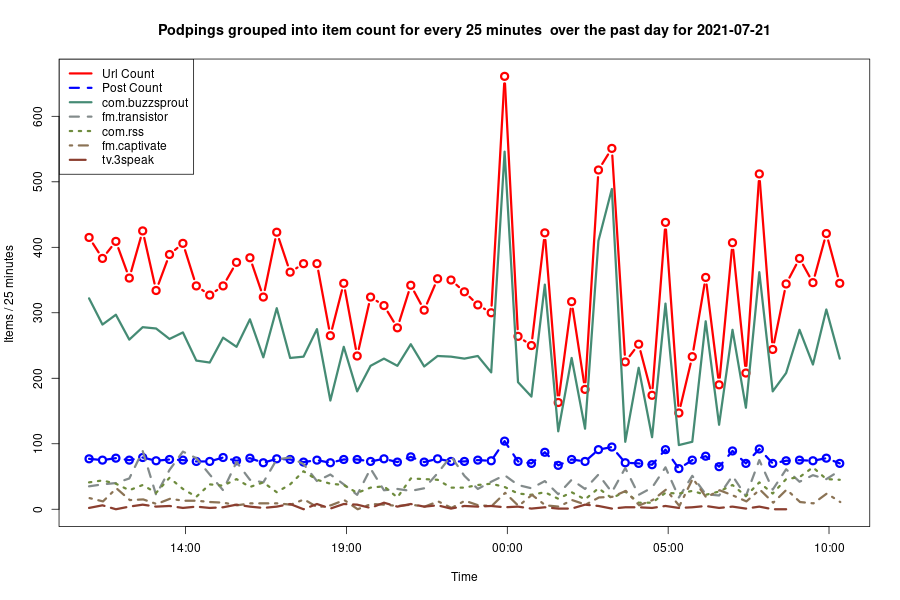 Podpings grouped into item count for every 25 minutes  over the past day for 2021-07-21
Url Count
Post Count
com.buzzsprout
fm.transistor
com.rss
fm.captivate
tv.3speak
600
500
400
300
200
100
0
Items / 25 minutes
14:00
19:00
00:00
05:00
10:00
Time